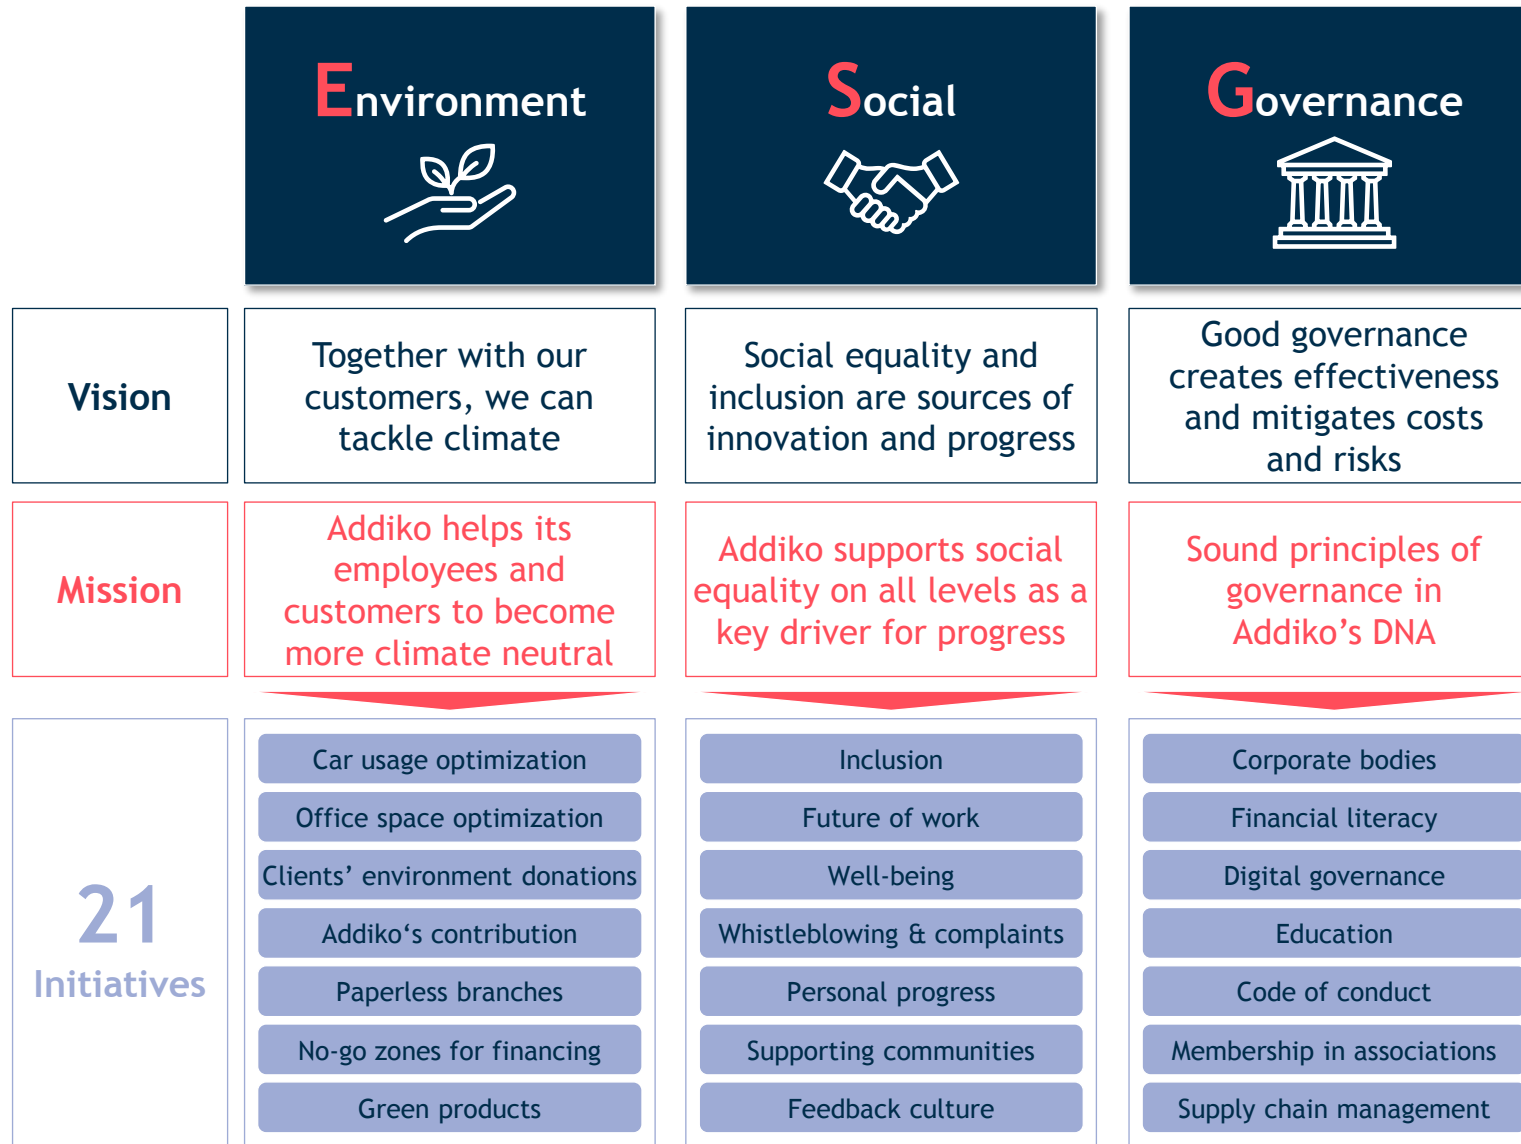 Environment
Social
Governance
Vision
Together with our
customers, we can
tackle climate
Social equality and
inclusion are sources of
innovation and progress
Good governance
creates effectiveness
and mitigates costs
and risks
Mission
Addiko helps its
employees and
customers to become
more climate neutral
Addiko supports social
equality on all levels as a
key driver for progress
Sound principles of
governance in
Addiko’s DNA
21
Initiatives
Car usage optimization
Office space optimization
Clients’ environment donations
Addiko‘s contribution
Paperless branches
No-go zones for financing
Green products
Inclusion
Future of work
Well-being
Whistleblowing & complaints
Personal progress
Supporting communities
Feedback culture
Corporate bodies
Financial literacy
Digital governance
Education
Code of conduct
Membership in associations
Supply chain management